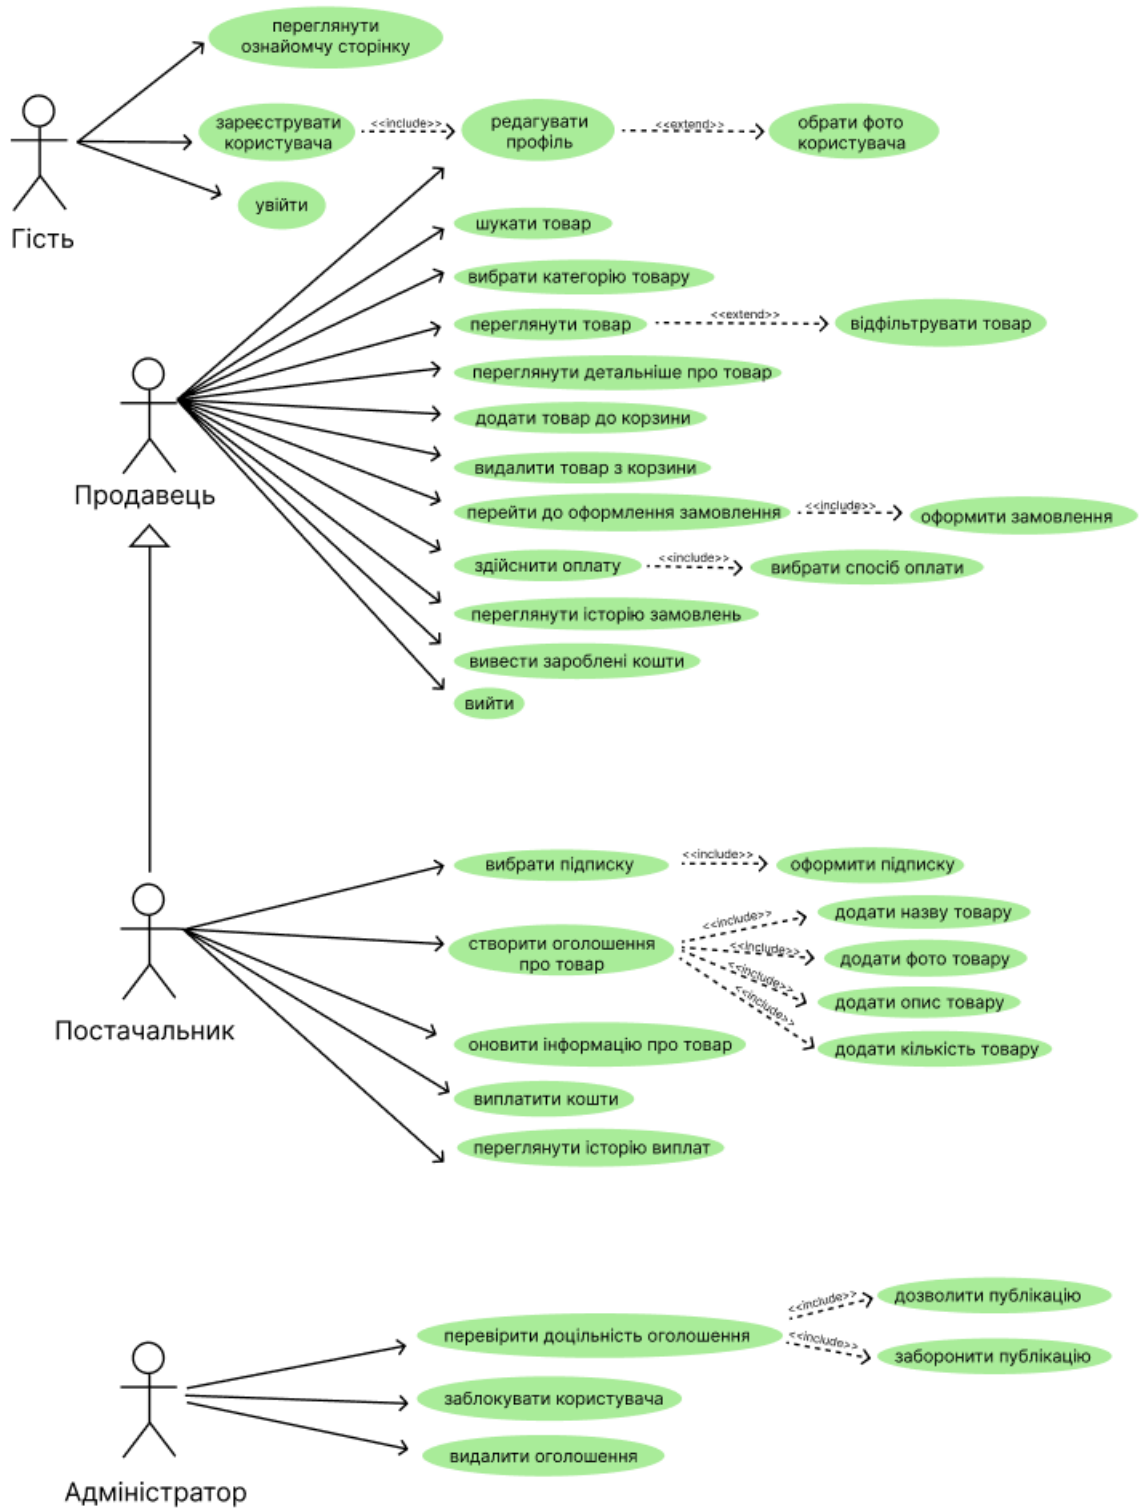 переглянути
ознайомчу сторінку
зареєструвати
користувача
<<include>>
редагувати
профіль
<<extend>>
обрати фото
користувача
увійти
Гість
шукати товар
вибрати категорію товару
переглянути товар
<<extend>>
відфільтрувати товар
переглянути детальніше про товар
додати товар до корзини
видалити товар з корзини
Продавець
перейти до оформлення замовлення
<<include>>
оформити замовлення
здійснити оплату
<<include>>
вибрати спосіб оплати
переглянути історію замовлень
вивести зароблені кошти
вийти
вибрати підписку
<<include>>
оформити підписку
створити оголошення
про товар
<<include>>
додати назву товару
<<include>>
додати фото товару
<<include>>
додати опис товару
<<include>>
додати кількість товару
Постачальник
оновити інформацію про товар
виплатити кошти
переглянути історію виплат
перевірити доцільність оголошення
<<include>>
дозволити публікацію
<<include>>
заборонити публікацію
заблокувати користувача
видалити оголошення
Адміністратор